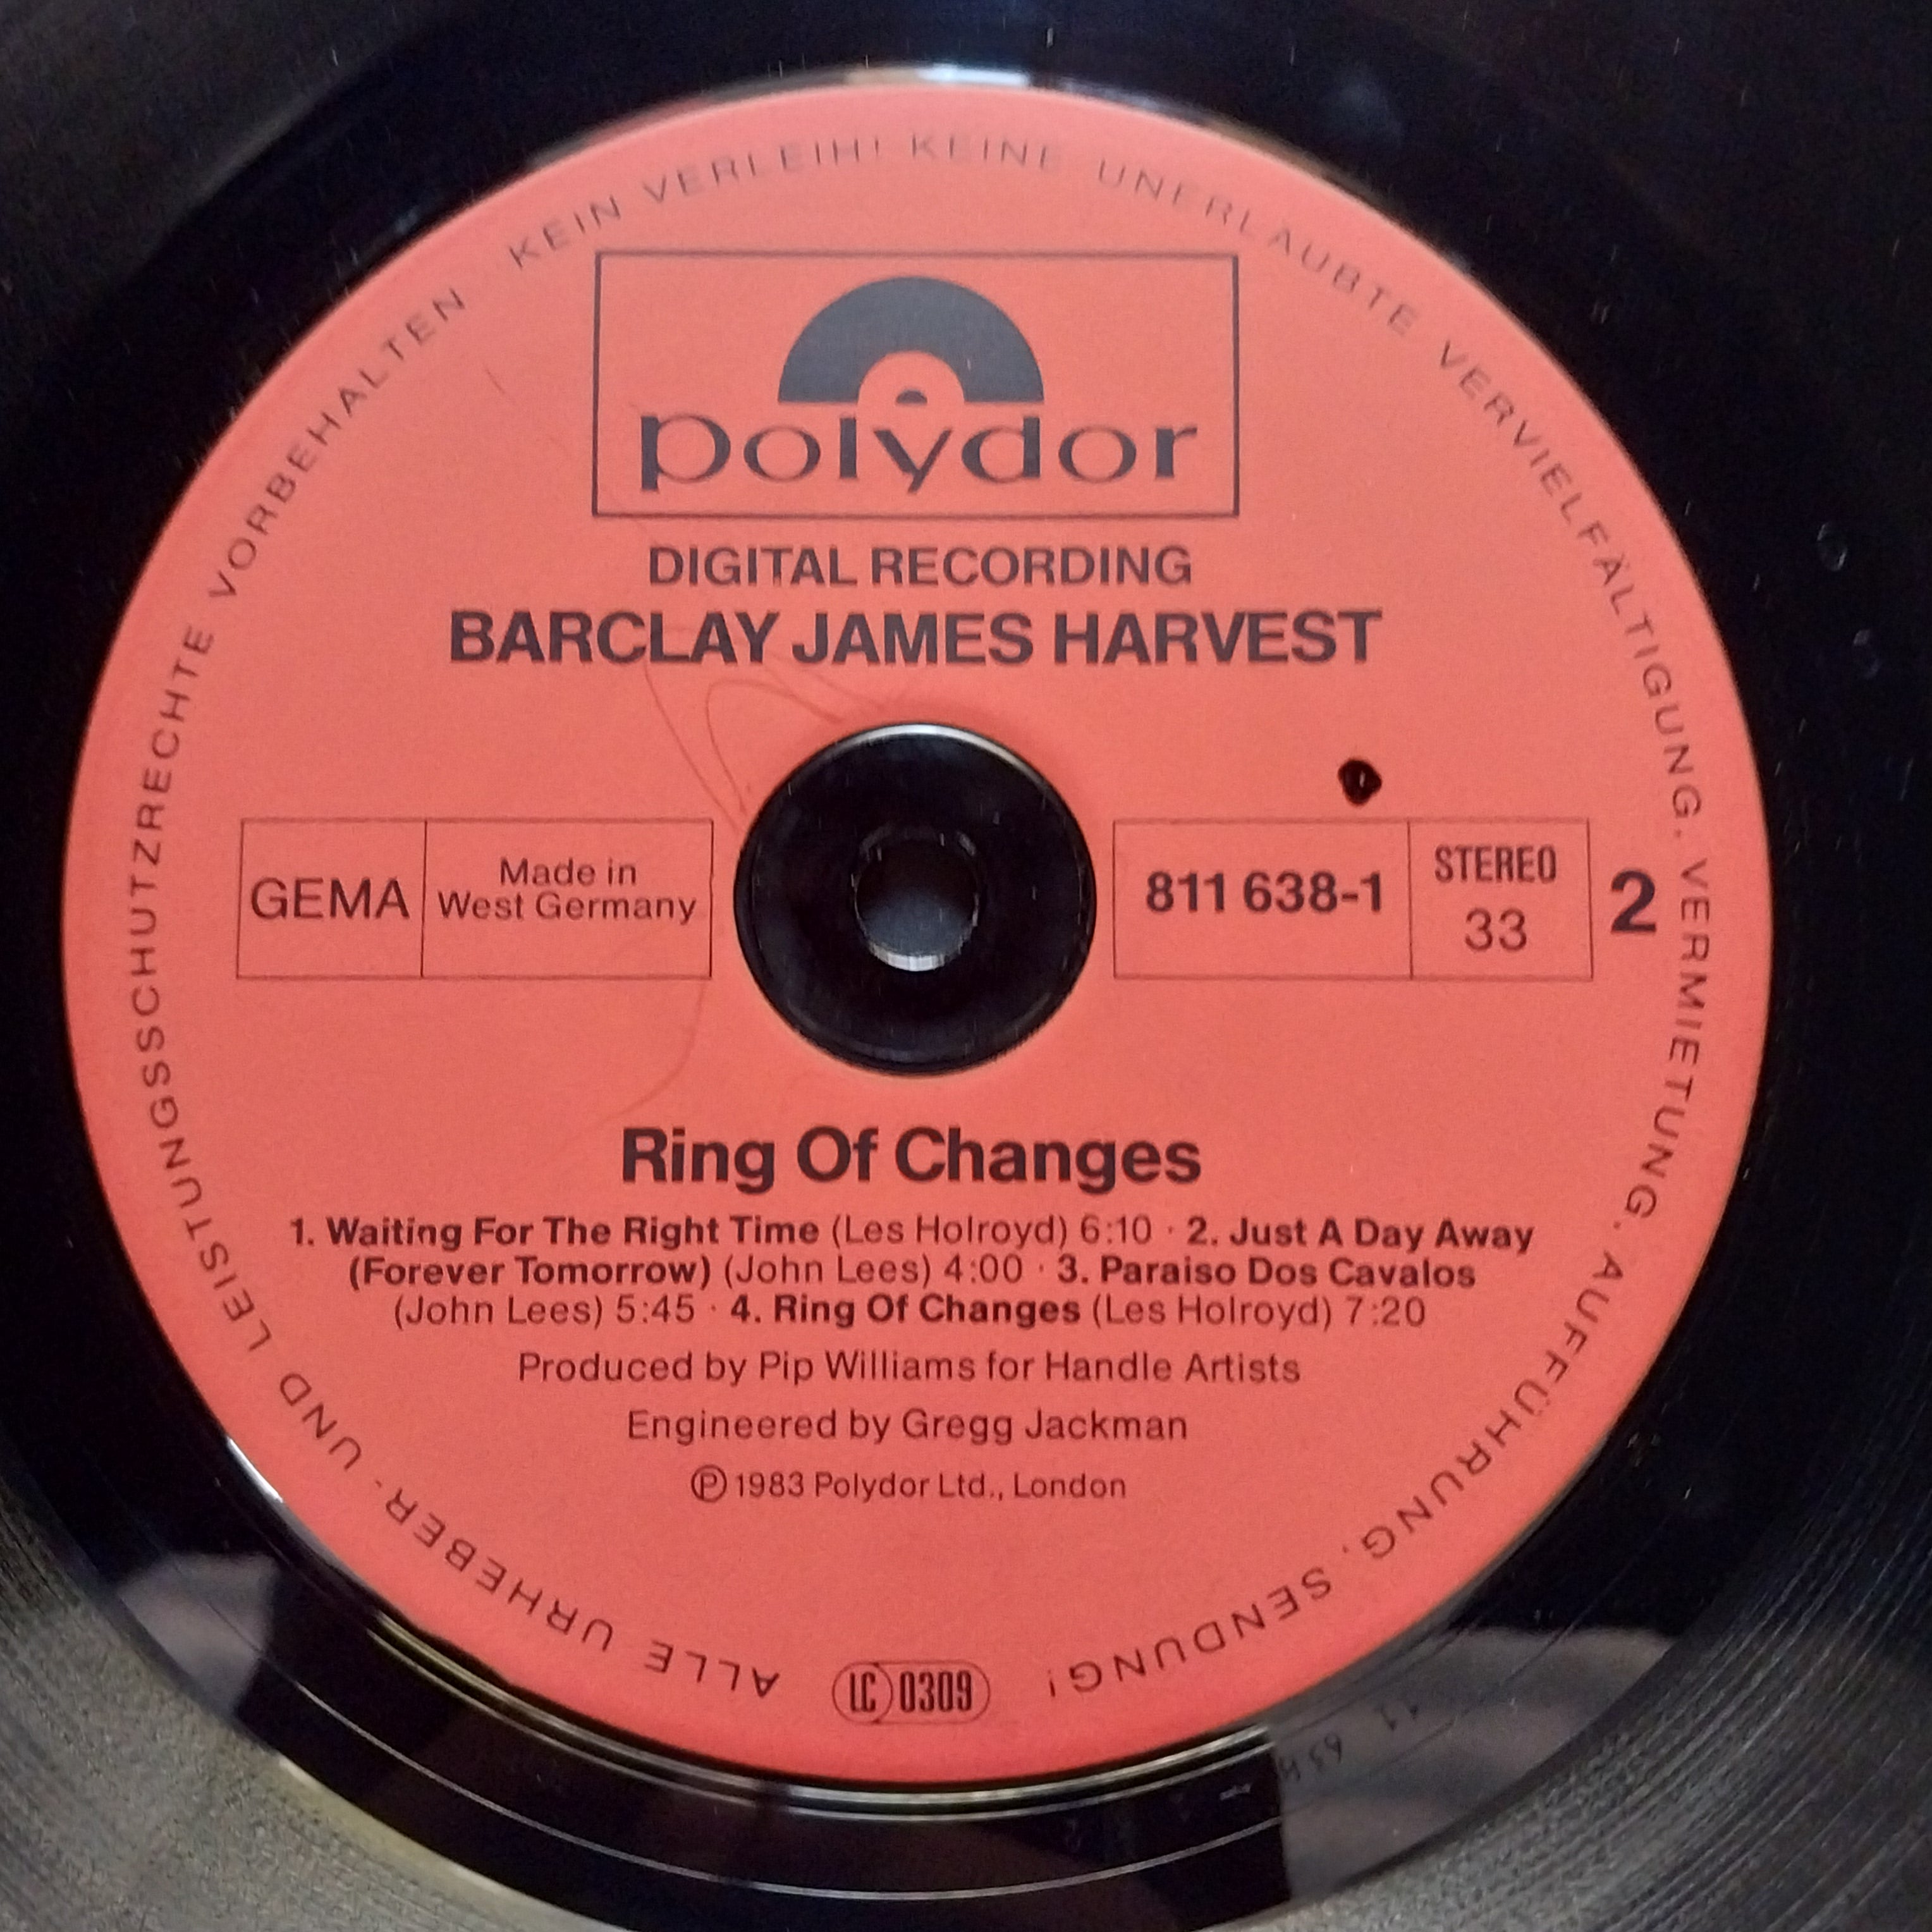 ALLE URHEBER- UND LEISTUNGSSCHUTZRECHTE VORBEHALTEN KEIN VERLEIH! KEINE UNERLAUBTE VERVIELFÄLTIGUNG, VERMIETUNG, AUFFÜHRUNG, SENDUNG!
polydor
DIGITAL RECORDING
BARCLAY JAMES HARVEST
GEMA
Made in
West Germany
811 638-1
STEREO
33
2
Ring Of Changes
1. Waiting For The Right Time (Les Holroyd) 6:10 · 2. Just A Day Away
(Forever Tomorrow) (John Lees) 4:00 · 3. Paraiso Dos Cavalos
(John Lees) 5:45 · 4. Ring Of Changes (Les Holroyd) 7:20
Produced by Pip Williams for Handle Artists
Engineered by Gregg Jackman
Ⓟ 1983 Polydor Ltd., London
LC 0309